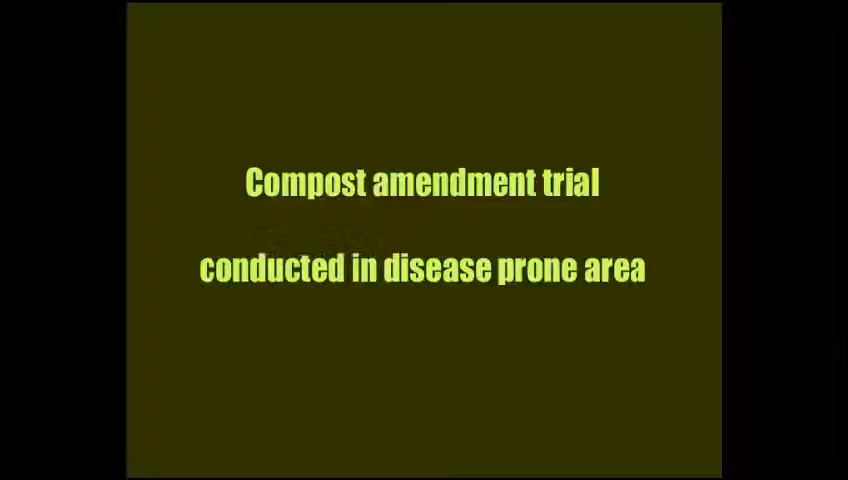 Compost amendment trial
conducted in disease prone area